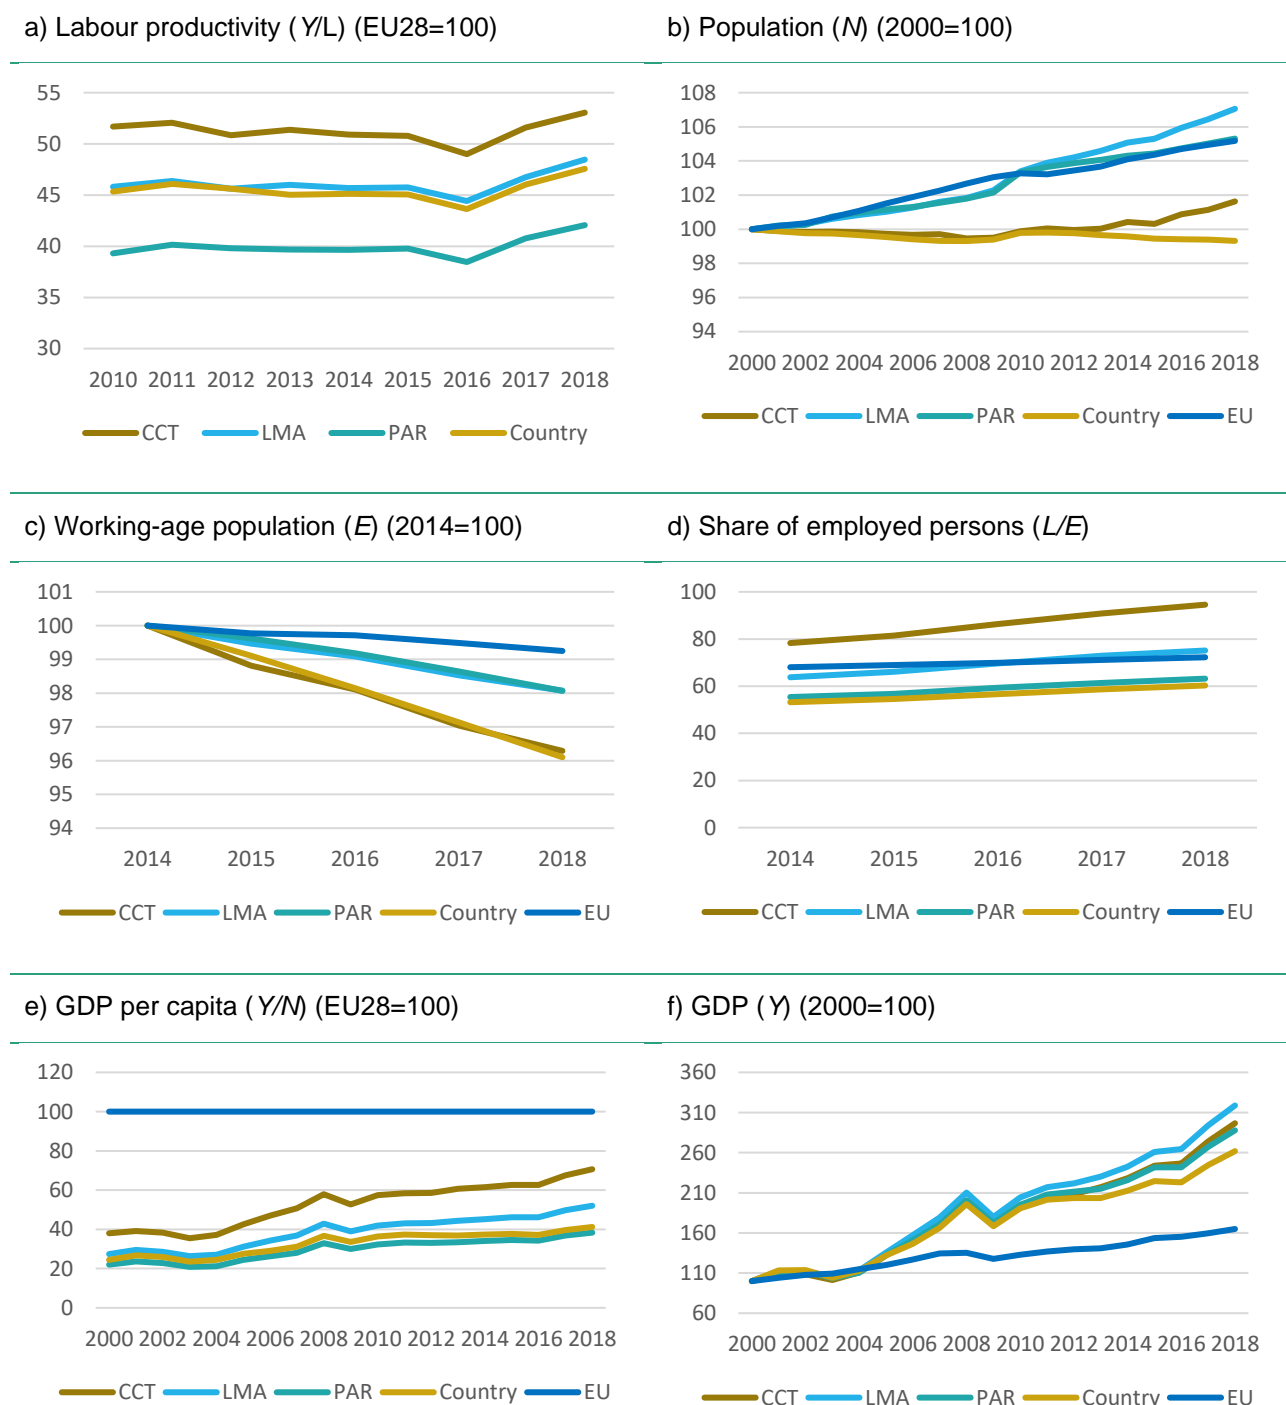 a) Labour productivity (Y/L) (EU28=100)
55
50
45
40
35
30
2010 2011 2012 2013 2014 2015 2016 2017 2018
CCT LMA PAR Country
b) Population (N) (2000=100)
108
106
104
102
100
98
96
94
2000 2002 2004 2006 2008 2010 2012 2014 2016 2018
CCT LMA PAR Country EU
c) Working-age population (E) (2014=100)
101
100
99
98
97
96
95
94
2014 2015 2016 2017 2018
CCT LMA PAR Country EU
d) Share of employed persons (L/E)
100
80
60
40
20
0
2014 2015 2016 2017 2018
CCT LMA PAR Country EU
e) GDP per capita (Y/N) (EU28=100)
120
100
80
60
40
20
0
2000 2002 2004 2006 2008 2010 2012 2014 2016 2018
CCT LMA PAR Country EU
f) GDP (Y) (2000=100)
360
310
260
210
160
110
60
2000 2002 2004 2006 2008 2010 2012 2014 2016 2018
CCT LMA PAR Country EU